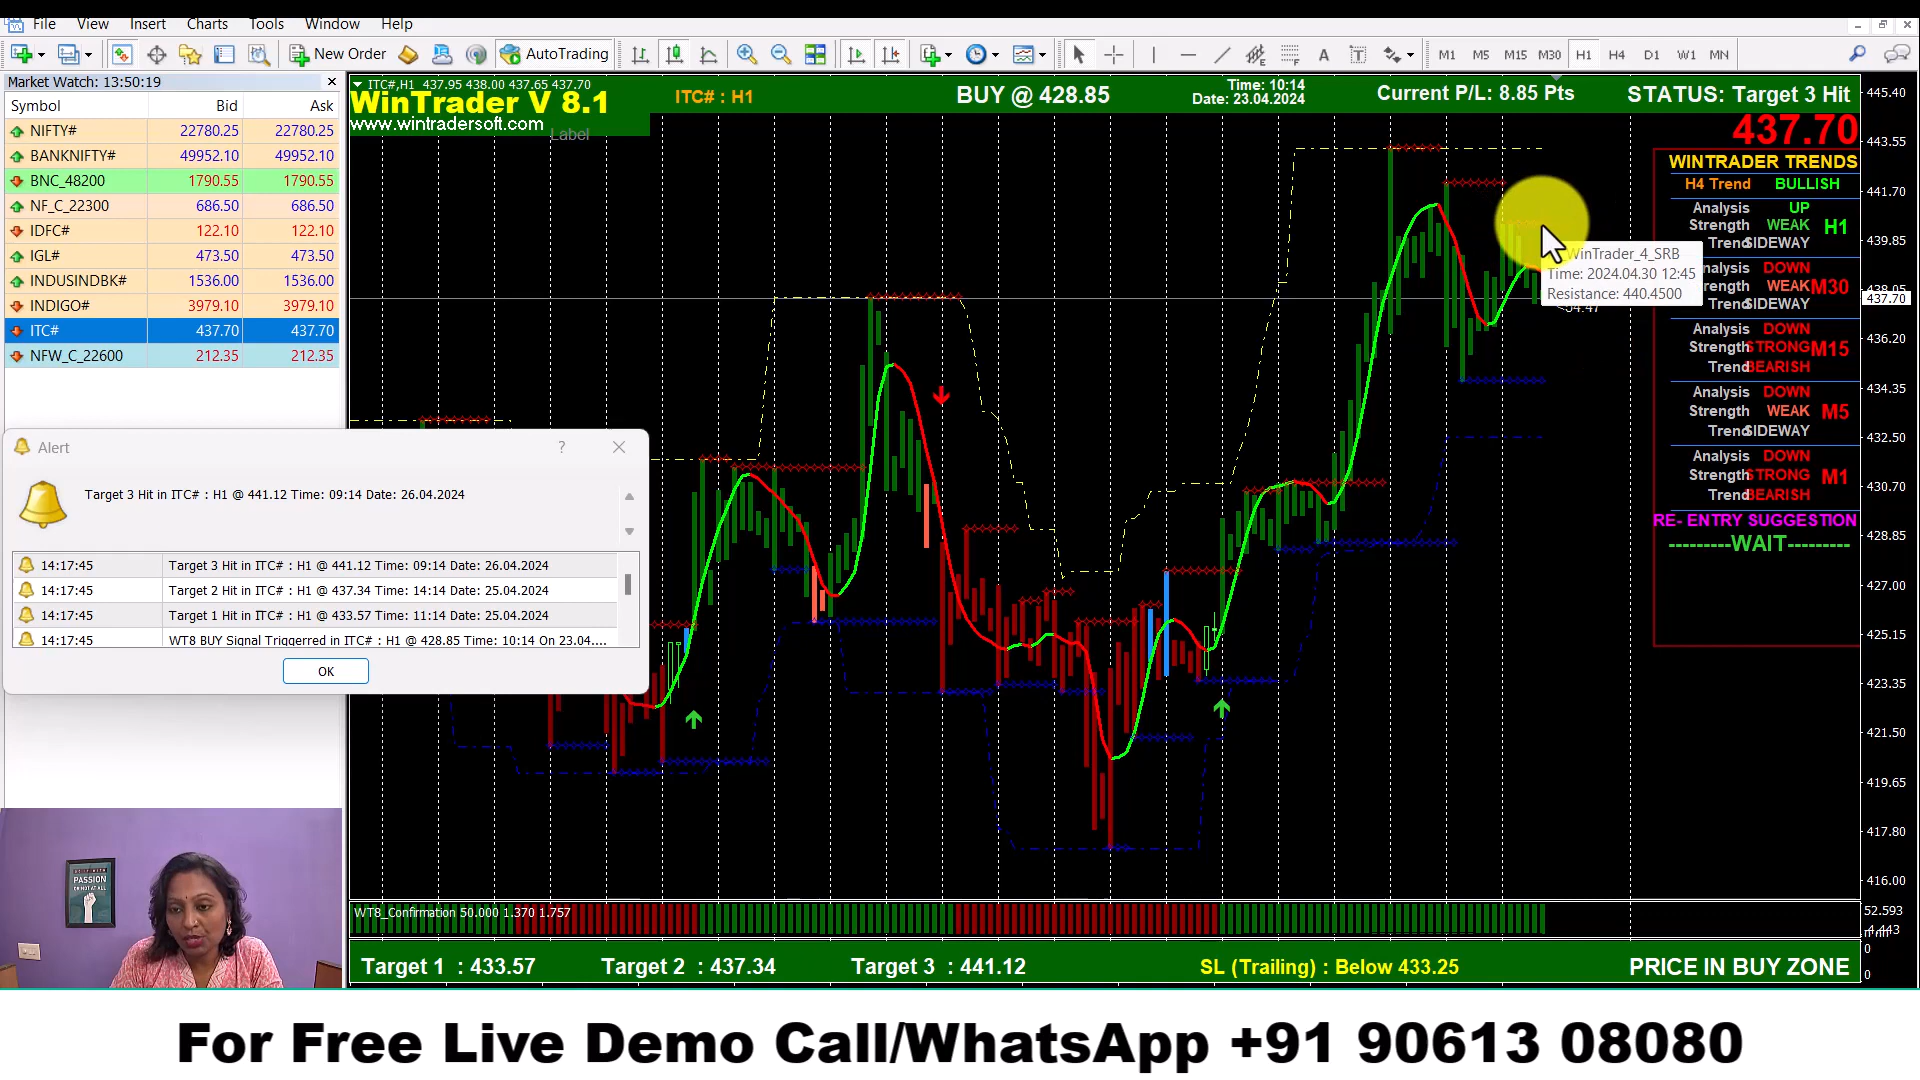 File View Insert Charts Tools Window Help
New Order AutoTrading A T M1 M5 M15 M30 H1 H4 D1 W1 MN
Market Watch: 13:50:19
Symbol Bid Ask
NIFTY# 22780.25 22780.25
BANKNIFTY# 49952.10 49952.10
BNC_48200 1790.55 1790.55
NF_C_22300 686.50 686.50
IDFC# 122.10 122.10
IGL# 473.50 473.50
INDUSINDBK# 1536.00 1536.00
INDIGO# 3979.10 3979.10
ITC# 437.70 437.70
NFW_C_22600 212.35 212.35
ITC#,H1 437.95 438.00 437.65 437.70
WinTrader V 8.1
www.wintradersoft.com
Label
ITC# : H1
BUY @ 428.85
Time: 10:14
Date: 23.04.2024
Current P/L: 8.85 Pts
STATUS: Target 3 Hit
437.70
WINTRADER TRENDS
H4 Trend BULLISH
Analysis UP
Strength WEAK H1
Trend SIDEWAY
WinTrader_4_SRB
Time: 2024.04.30 12:45
Resistance: 440.4500
nalysis DOWN
rength WEAK M30
Trend SIDEWAY
Analysis DOWN
Strength STRONG M15
Trend BEARISH
Analysis DOWN
Strength WEAK M5
Trend SIDEWAY
Analysis DOWN
Strength STRONG M1
Trend BEARISH
RE- ENTRY SUGGESTION
---------WAIT---------
445.40
443.55
441.70
439.85
438.05
437.70
436.20
434.35
432.50
430.70
428.85
427.00
425.15
423.35
421.50
419.65
417.80
416.00
52.593
0
0
Alert ?
Target 3 Hit in ITC# : H1 @ 441.12 Time: 09:14 Date: 26.04.2024
14:17:45 Target 3 Hit in ITC# : H1 @ 441.12 Time: 09:14 Date: 26.04.2024
14:17:45 Target 2 Hit in ITC# : H1 @ 437.34 Time: 14:14 Date: 25.04.2024
14:17:45 Target 1 Hit in ITC# : H1 @ 433.57 Time: 11:14 Date: 25.04.2024
14:17:45 WT8 BUY Signal Triggerred in ITC# : H1 @ 428.85 Time: 10:14 On 23.04....
OK
PASSION
OR NOT AT ALL
WT8_Confirmation 50.000 1.370 1.757
Target 1 : 433.57 Target 2 : 437.34 Target 3 : 441.12 SL (Trailing) : Below 433.25 PRICE IN BUY ZONE
For Free Live Demo Call/WhatsApp +91 90613 08080